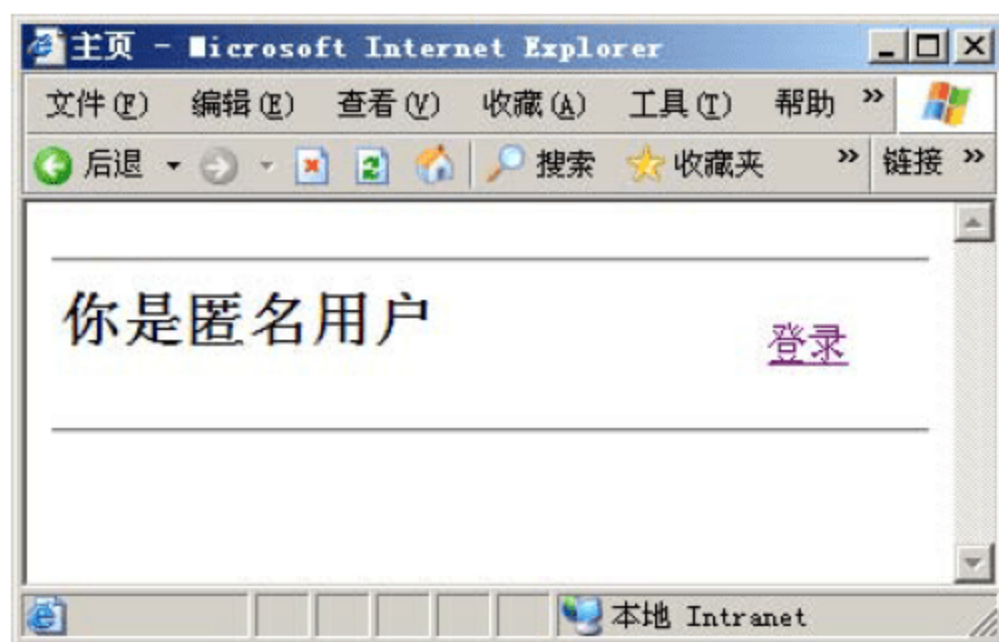 主页 - Microsoft Internet Explorer
文件(F) 编辑(E) 查看(V) 收藏(A) 工具(T) 帮助 »
后退 搜索 收藏夹 » 链接 »
你是匿名用户
登录
本地 Intranet